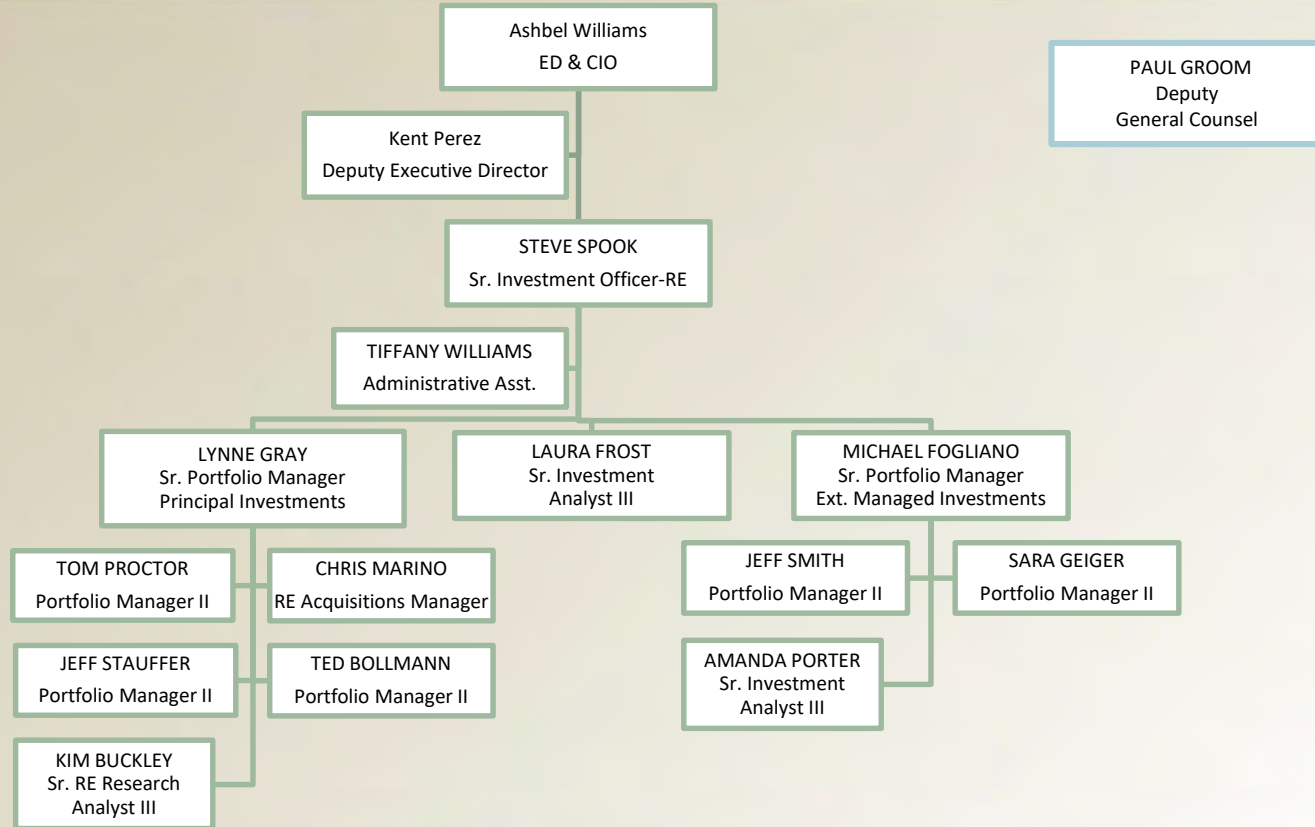 Ashbel Williams
ED & CIO
PAUL GROOM
Deputy
General Counsel
Kent Perez
Deputy Executive Director
STEVE SPOOK
Sr. Investment Officer-RE
TIFFANY WILLIAMS
Administrative Asst.
LYNNE GRAY
Sr. Portfolio Manager
Principal Investments
LAURA FROST
Sr. Investment
Analyst III
MICHAEL FOGLIANO
Sr. Portfolio Manager
Ext. Managed Investments
TOM PROCTOR
Portfolio Manager II
CHRIS MARINO
RE Acquisitions Manager
JEFF SMITH
Portfolio Manager II
SARA GEIGER
Portfolio Manager II
JEFF STAUFFER
Portfolio Manager II
TED BOLLMANN
Portfolio Manager II
AMANDA PORTER
Sr. Investment
Analyst III
KIM BUCKLEY
Sr. RE Research
Analyst III